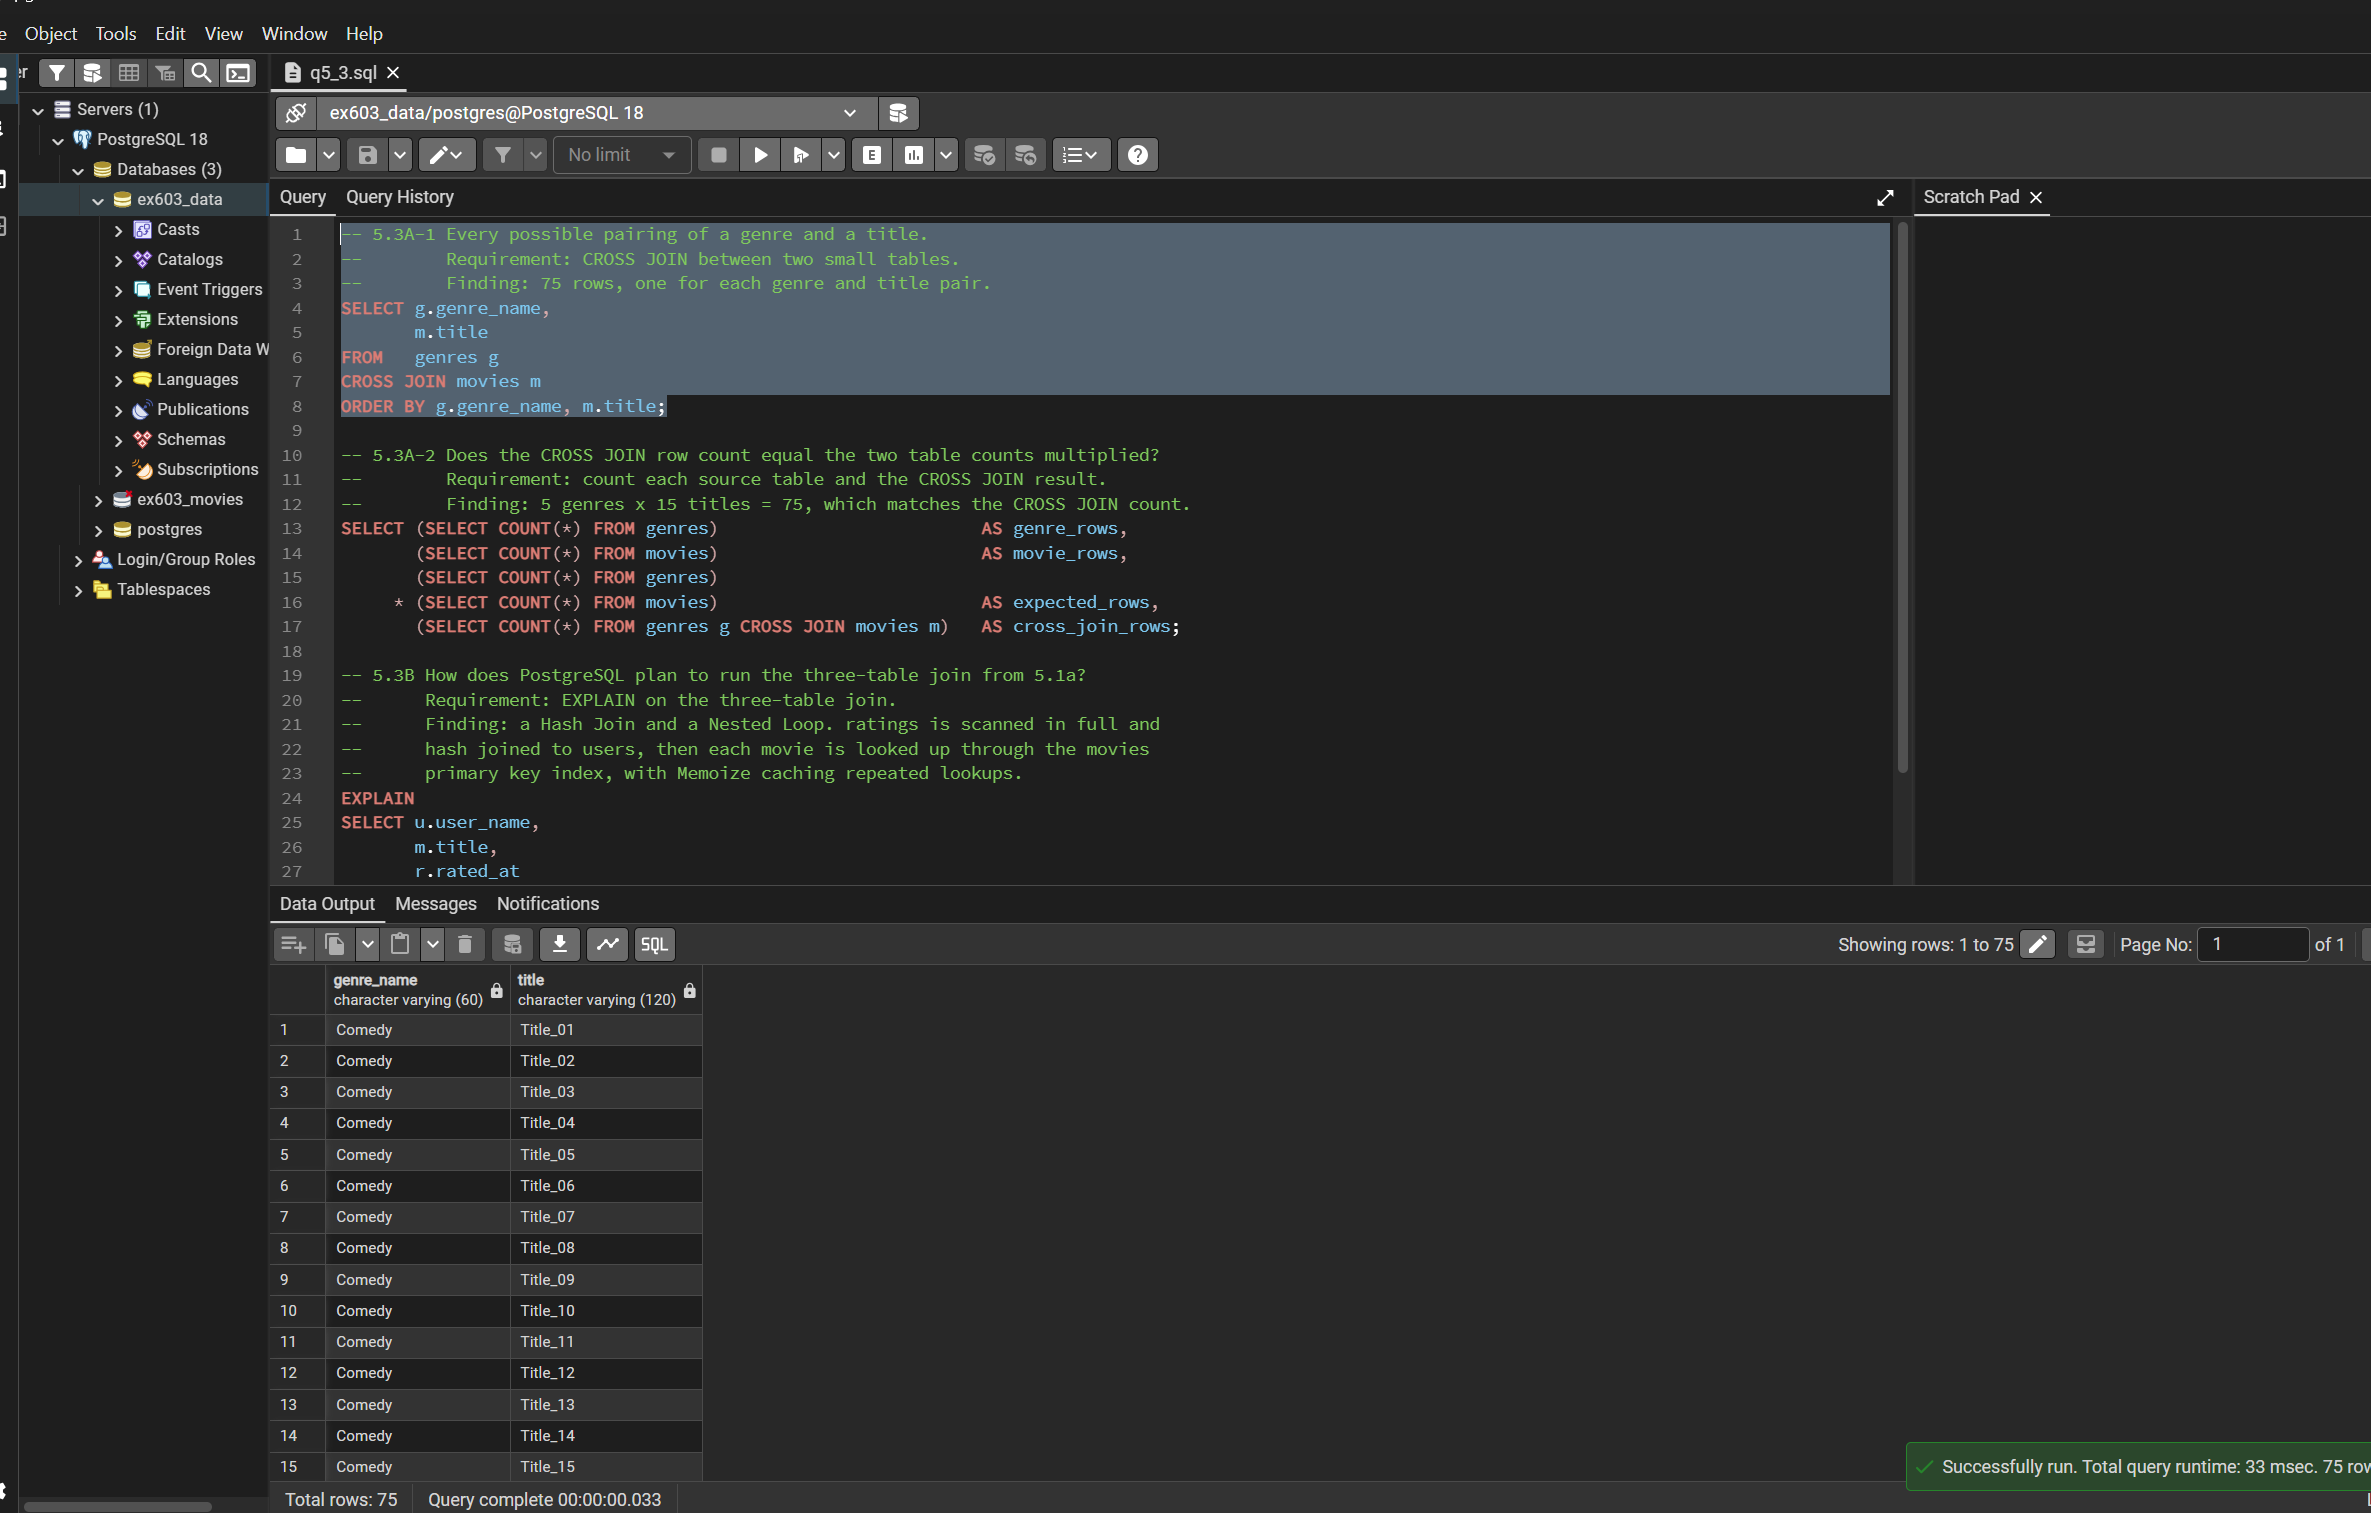 Object Tools Edit View Window Help
q5_3.sql
Servers (1)
PostgreSQL 18
Databases (3)
ex603_data
Casts
Catalogs
Event Triggers
Extensions
Foreign Data W
Languages
Publications
Schemas
Subscriptions
ex603_movies
postgres
Login/Group Roles
Tablespaces
ex603_data/postgres@PostgreSQL 18
No limit
E
Query Query History
Scratch Pad
1 -- 5.3A-1 Every possible pairing of a genre and a title.
2 -- Requirement: CROSS JOIN between two small tables.
3 -- Finding: 75 rows, one for each genre and title pair.
4 SELECT g.genre_name,
5 m.title
6 FROM genres g
7 CROSS JOIN movies m
8 ORDER BY g.genre_name, m.title;
9
10 -- 5.3A-2 Does the CROSS JOIN row count equal the two table counts multiplied?
11 -- Requirement: count each source table and the CROSS JOIN result.
12 -- Finding: 5 genres x 15 titles = 75, which matches the CROSS JOIN count.
13 SELECT (SELECT COUNT(*) FROM genres) AS genre_rows,
14 (SELECT COUNT(*) FROM movies) AS movie_rows,
15 (SELECT COUNT(*) FROM genres)
16 * (SELECT COUNT(*) FROM movies) AS expected_rows,
17 (SELECT COUNT(*) FROM genres g CROSS JOIN movies m) AS cross_join_rows;
18
19 -- 5.3B How does PostgreSQL plan to run the three-table join from 5.1a?
20 -- Requirement: EXPLAIN on the three-table join.
21 -- Finding: a Hash Join and a Nested Loop. ratings is scanned in full and
22 -- hash joined to users, then each movie is looked up through the movies
23 -- primary key index, with Memoize caching repeated lookups.
24 EXPLAIN
25 SELECT u.user_name,
26 m.title,
27 r.rated_at
Data Output Messages Notifications
SQL
Showing rows: 1 to 75 Page No: 1 of 1
genre_name title
character varying (60) character varying (120)
1 Comedy Title_01
2 Comedy Title_02
3 Comedy Title_03
4 Comedy Title_04
5 Comedy Title_05
6 Comedy Title_06
7 Comedy Title_07
8 Comedy Title_08
9 Comedy Title_09
10 Comedy Title_10
11 Comedy Title_11
12 Comedy Title_12
13 Comedy Title_13
14 Comedy Title_14
15 Comedy Title_15
Successfully run. Total query runtime: 33 msec. 75 row
Total rows: 75 Query complete 00:00:00.033